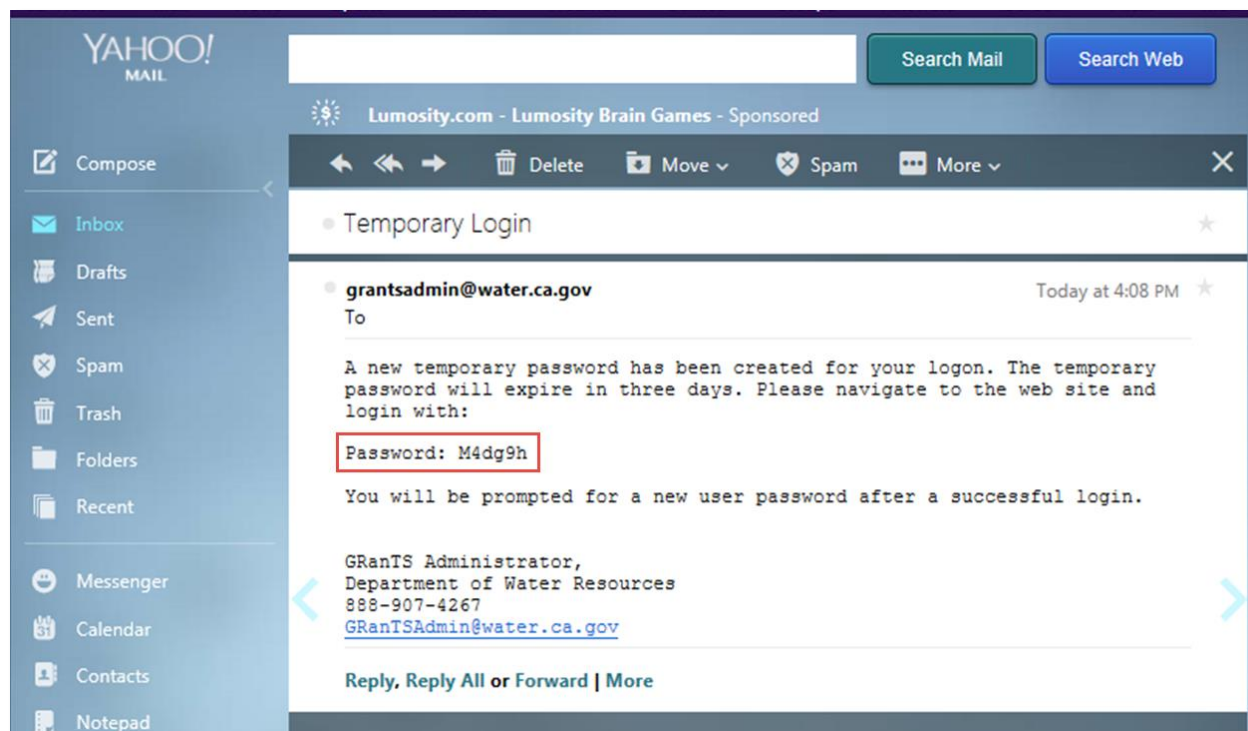 YAHOO!
MAIL
Search Mail
Search Web
Lumosity.com - Lumosity Brain Games - Sponsored
Compose
Delete
Move
Spam
More
Inbox
Temporary Login
Drafts
grantsadmin@water.ca.gov
Today at 4:08 PM
Sent
To
Spam
A new temporary password has been created for your logon. The temporary
password will expire in three days. Please navigate to the web site and
login with:
Trash
Password: M4dg9h
Folders
You will be prompted for a new user password after a successful login.
Recent
GRanTS Administrator,
Department of Water Resources
888-907-4267
GRanTSAdmin@water.ca.gov
Messenger
31
Calendar
Contacts
Reply, Reply All or Forward | More
Notepad